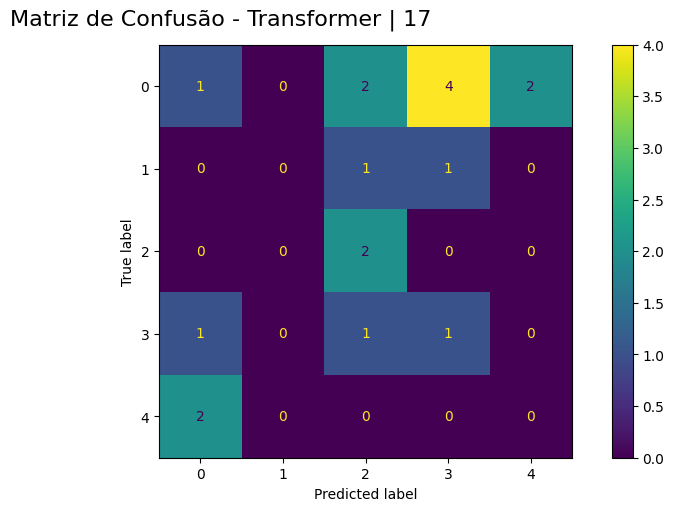 Matriz de Confusão - Transformer | 17
0 1 0 2 4 2
1 0 0 1 1 0
2 0 0 2 0 0
3 1 0 1 1 0
4 2 0 0 0 0
0 1 2 3 4
True label
Predicted label
4.0
3.5
3.0
2.5
2.0
1.5
1.0
0.5
0.0